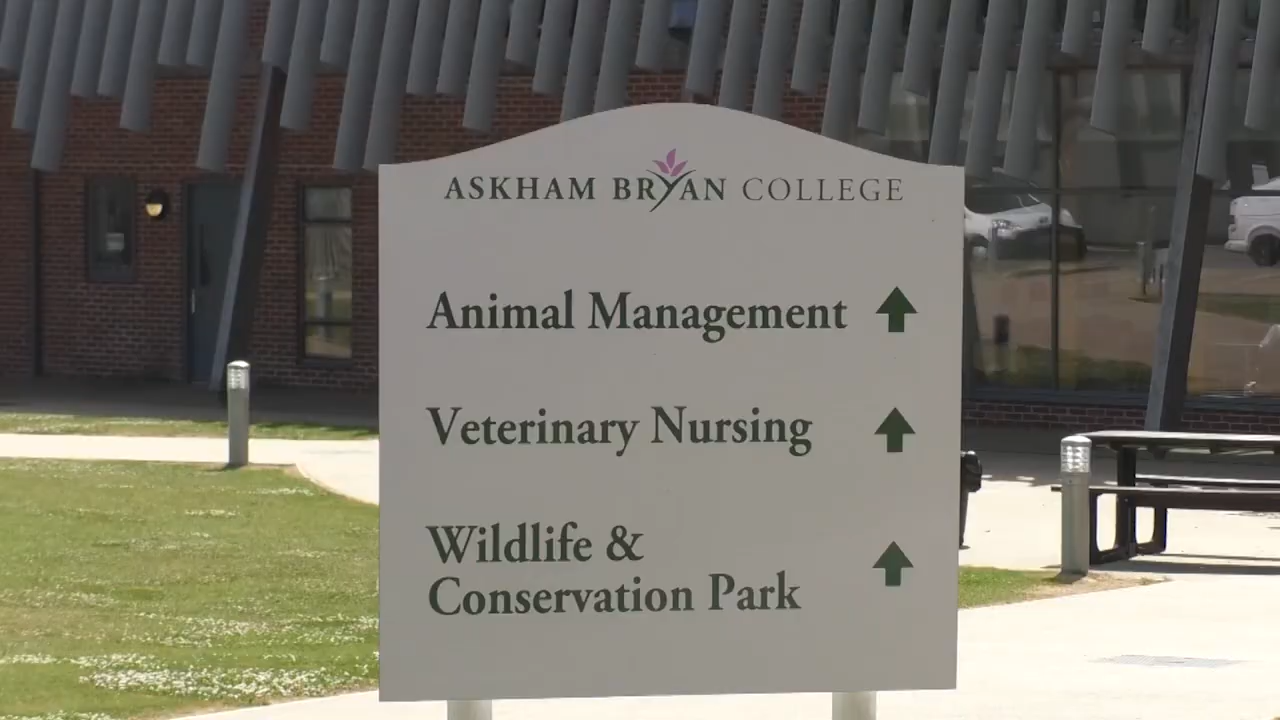 ASKHAM BRYAN COLLEGE
Animal Management
Veterinary Nursing
Wildlife &
Conservation Park